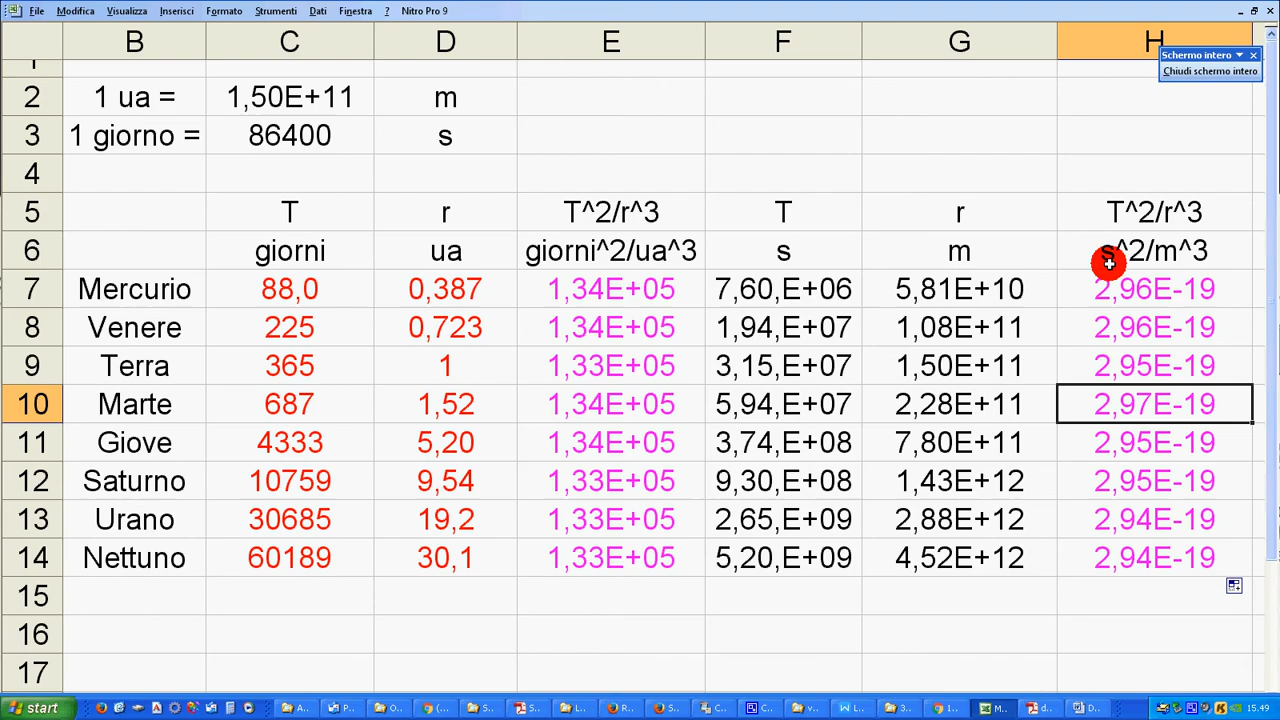 File Modifica Visualizza Inserisci Formato Strumenti Dati Finestra ? Nitro Pro 9
B C D E F G H
Schermo intero
Chiudi schermo intero
2 1 ua = 1,50E+11 m
3 1 giorno = 86400 s
4
5 T r T^2/r^3 T r T^2/r^3
6 giorni ua giorni^2/ua^3 s m s^2/m^3
7 Mercurio 88,0 0,387 1,34E+05 7,60,E+06 5,81E+10 2,96E-19
8 Venere 225 0,723 1,34E+05 1,94,E+07 1,08E+11 2,96E-19
9 Terra 365 1 1,33E+05 3,15,E+07 1,50E+11 2,95E-19
10 Marte 687 1,52 1,34E+05 5,94,E+07 2,28E+11 2,97E-19
11 Giove 4333 5,20 1,34E+05 3,74,E+08 7,80E+11 2,95E-19
12 Saturno 10759 9,54 1,33E+05 9,30,E+08 1,43E+12 2,95E-19
13 Urano 30685 19,2 1,33E+05 2,65,E+09 2,88E+12 2,94E-19
14 Nettuno 60189 30,1 1,33E+05 5,20,E+09 4,52E+12 2,94E-19
15
16
17
start A... P... O... ( ... S... S... L... R... S... C... C... v... L... 3... 1... M... d... D... 15.49